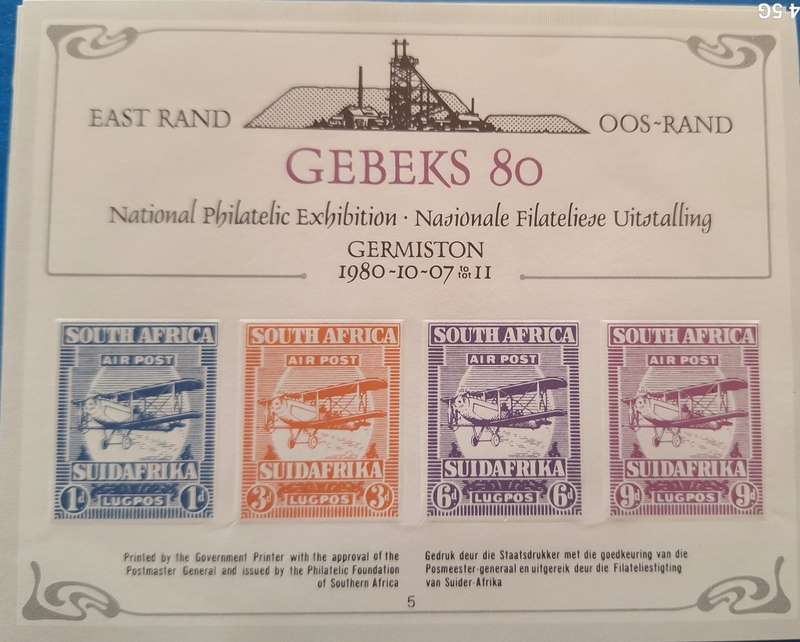 4 5G
EAST RAND
OOS-RAND
GEBEKS 80
National Philatelic Exhibition · Nasionale Filateliese Uitstalling
GERMISTON
1980-10-07 to tot 11
SOUTH AFRICA
AIR POST
SUIDAFRIKA
1d LUGPOS 1d
SOUTH AFRICA
AIR POST
SUIDAFRIKA
3d LUGPOS 3d
SOUTH AFRICA
AIR POST
SUIDAFRIKA
6d LUGPOS 6d
SOUTH AFRICA
AIR POST
SUIDAFRIKA
9d LUGPOS 9d
Printed by the Government Printer with the approval of the
Postmaster General and issued by the Philatelic Foundation
of Southern Africa
Gedruk deur die Staatsdrukker met die goedkeuring van die
Posmeester-generaal en uitgereik deur die Filateliestigting
van Suider-Afrika
5